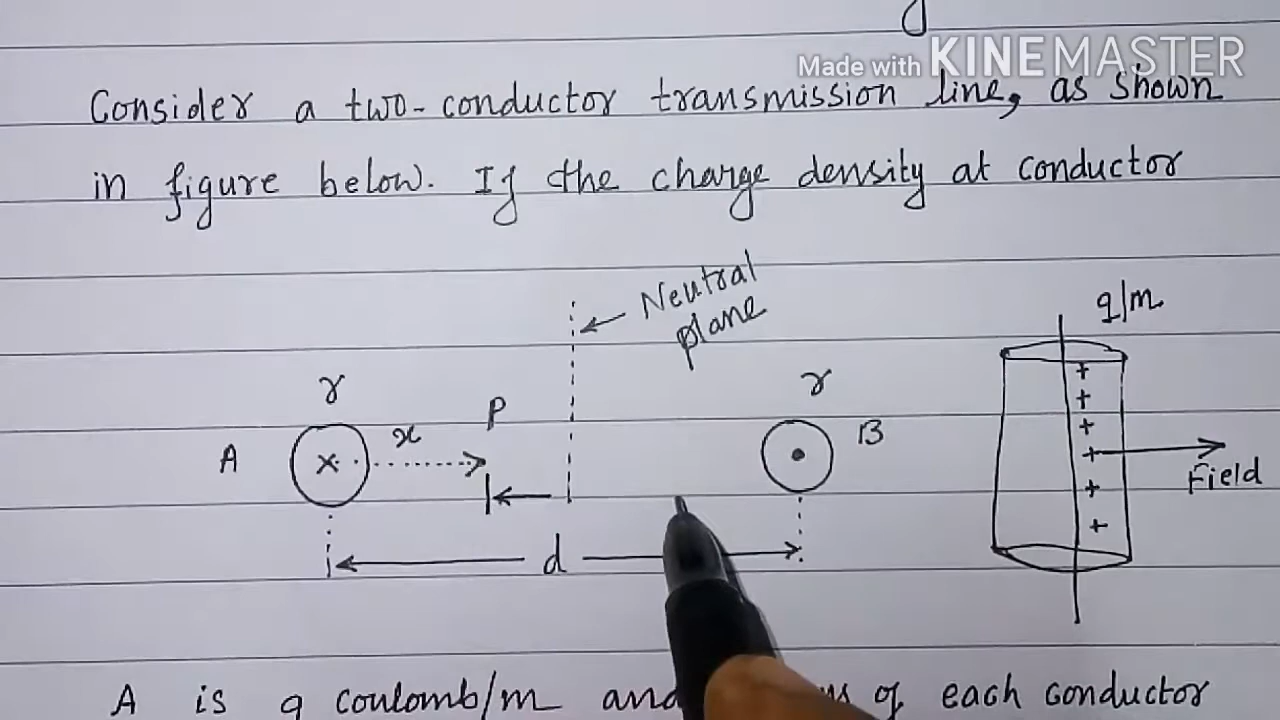 Made with KINEMASTER
Consider a two-conductor transmission line, as shown
in figure below. If the charge density at conductor
Neutral
plane
q/m
r
r
P
x
A
B
Field
d
A is q coulomb/m and of each conductor